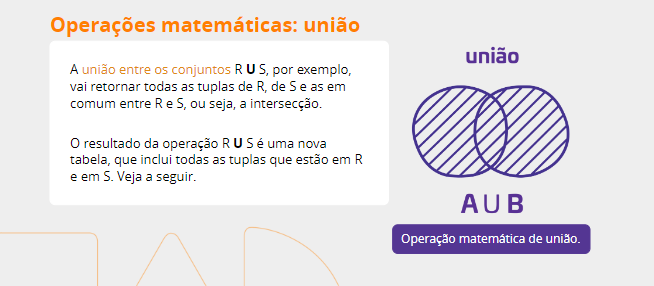 Operações matemáticas: união
A união entre os conjuntos R U S, por exemplo,
vai retornar todas as tuplas de R, de S e as em
comum entre R e S, ou seja, a intersecção.
O resultado da operação R U S é uma nova
tabela, que inclui todas as tuplas que estão em R
e em S. Veja a seguir.
união
A U B
Operação matemática de união.